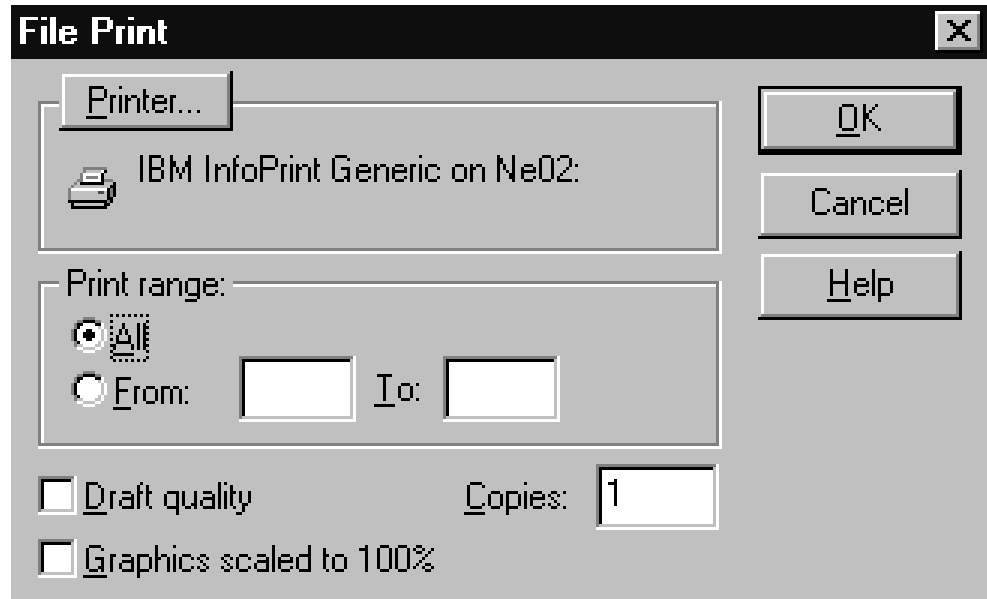 File Print
Printer...
IBM InfoPrint Generic on Ne02:
OK
Cancel
Help
Print range:
All
From:
To:
Draft quality
Copies: 1
Graphics scaled to 100%